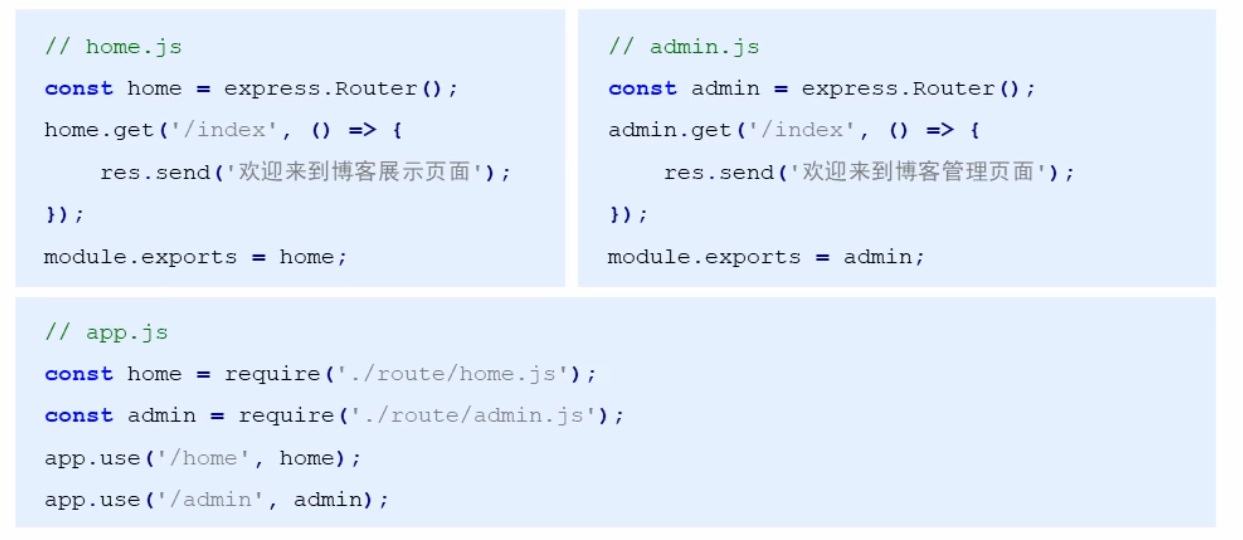 // home.js
const home = express.Router();
home.get('/index', () => {
    res.send('欢迎来到博客展示页面');
});
module.exports = home;
// admin.js
const admin = express.Router();
admin.get('/index', () => {
    res.send('欢迎来到博客管理页面');
});
module.exports = admin;
// app.js
const home = require('./route/home.js');
const admin = require('./route/admin.js');
app.use('/home', home);
app.use('/admin', admin);